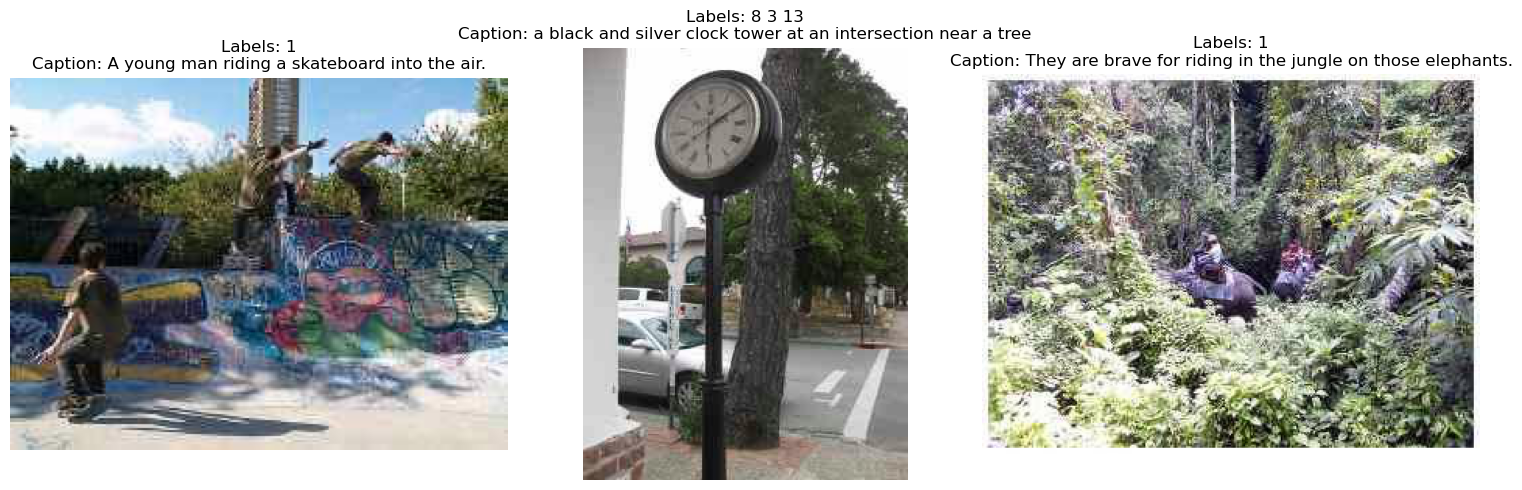 Labels: 1
Caption: A young man riding a skateboard into the air.
Labels: 8 3 13
Caption: a black and silver clock tower at an intersection near a tree
Labels: 1
Caption: They are brave for riding in the jungle on those elephants.